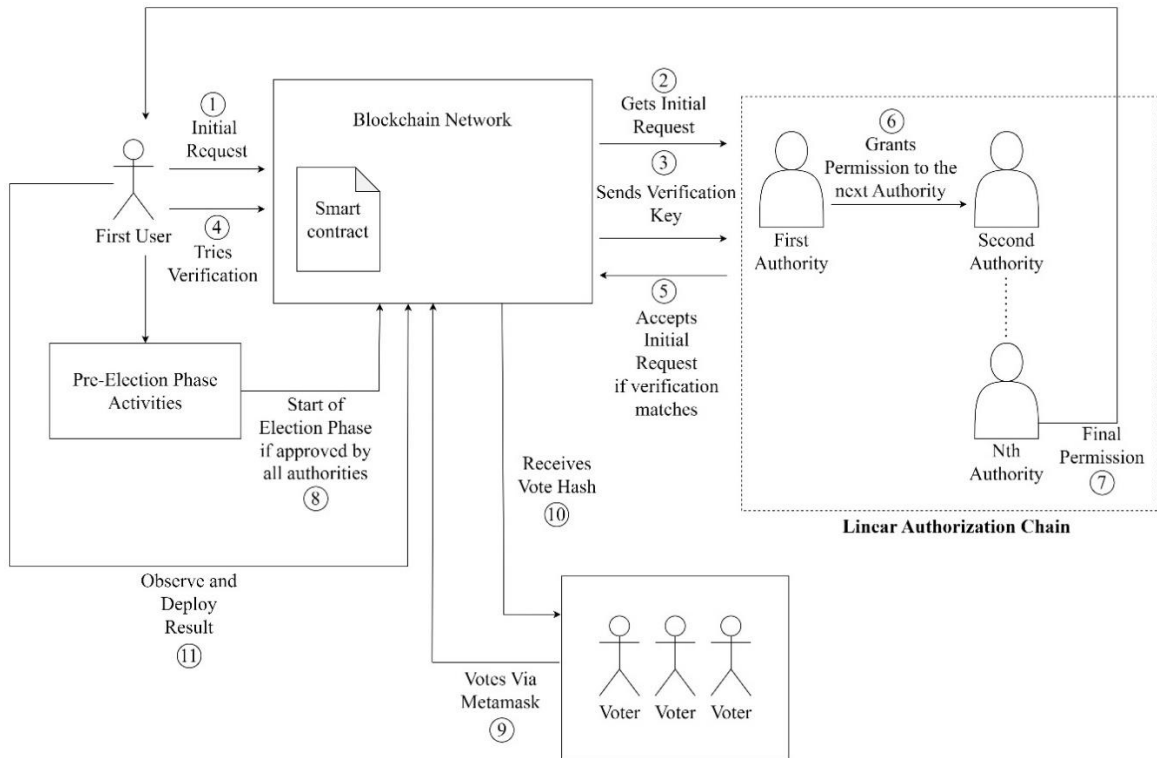 ①
Initial
Request
First User
④
Tries
Verification
Blockchain Network
Smart
contract
②
Gets Initial
Request
③
Sends Verification
Key
⑤
Accepts
Initial
Request
if verification
matches
⑥
Grants
Permission to the
next Authority
First
Authority
Second
Authority
Nth
Authority
Final
Permission
⑦
Linear Authorization Chain
Pre-Election Phase
Activities
Start of
Election Phase
if approved by
all authorities
⑧
Receives
Vote Hash
⑩
Observe and
Deploy
Result
⑪
Votes Via
Metamask
⑨
Voter Voter Voter